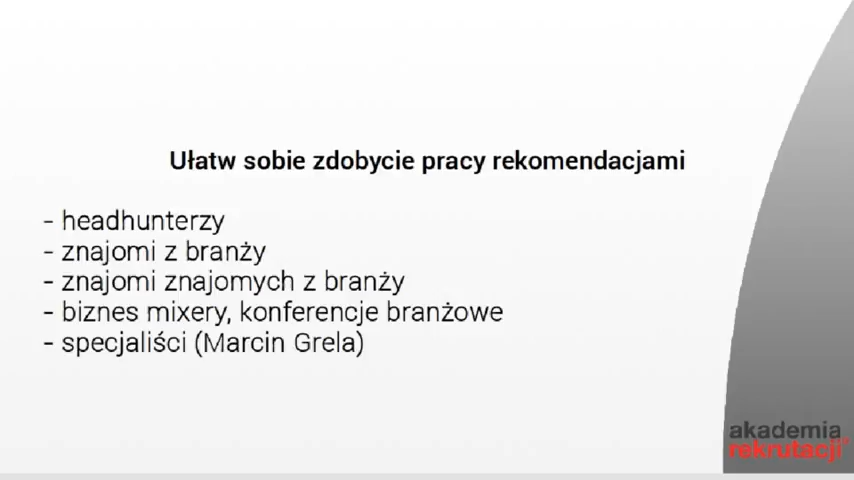 Ułatw sobie zdobycie pracy rekomendacjami
- headhunterzy
- znajomi z branży
- znajomi znajomych z branży
- biznes mixery, konferencje branżowe
- specjaliści (Marcin Grela)
akademia
rekrutacji